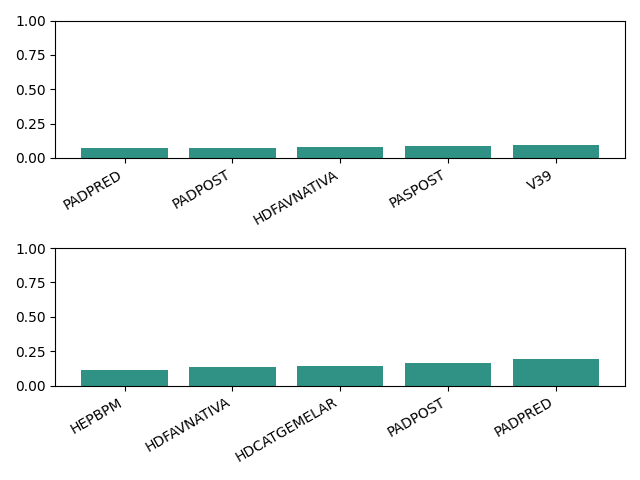 1.00
0.75
0.50
0.25
0.00
PADPRED
PADPOST
HDFAVNATIVA
PASPOST
V39
1.00
0.75
0.50
0.25
0.00
HEPBPM
HDFAVNATIVA
HDCATGEMELAR
PADPOST
PADPRED